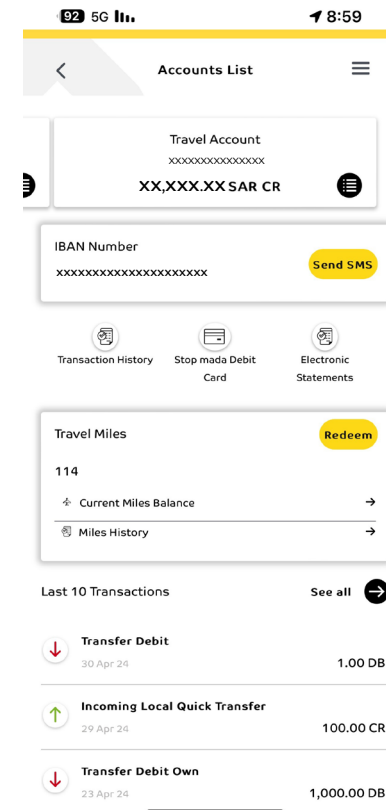 92 5G 8:59
Accounts List
Travel Account
xxxxxxxxxxxxxxx
XX,XXX.XX SAR CR
IBAN Number
Send SMS
xxxxxxxxxxxxxxxxxxxxx
Transaction History
Stop mada Debit
Card
Electronic
Statements
Travel Miles
Redeem
114
Current Miles Balance
Miles History
Last 10 Transactions
See all
Transfer Debit
30 Apr 24
1.00 DB
Incoming Local Quick Transfer
29 Apr 24
100.00 CR
Transfer Debit Own
23 Apr 24
1,000.00 DB